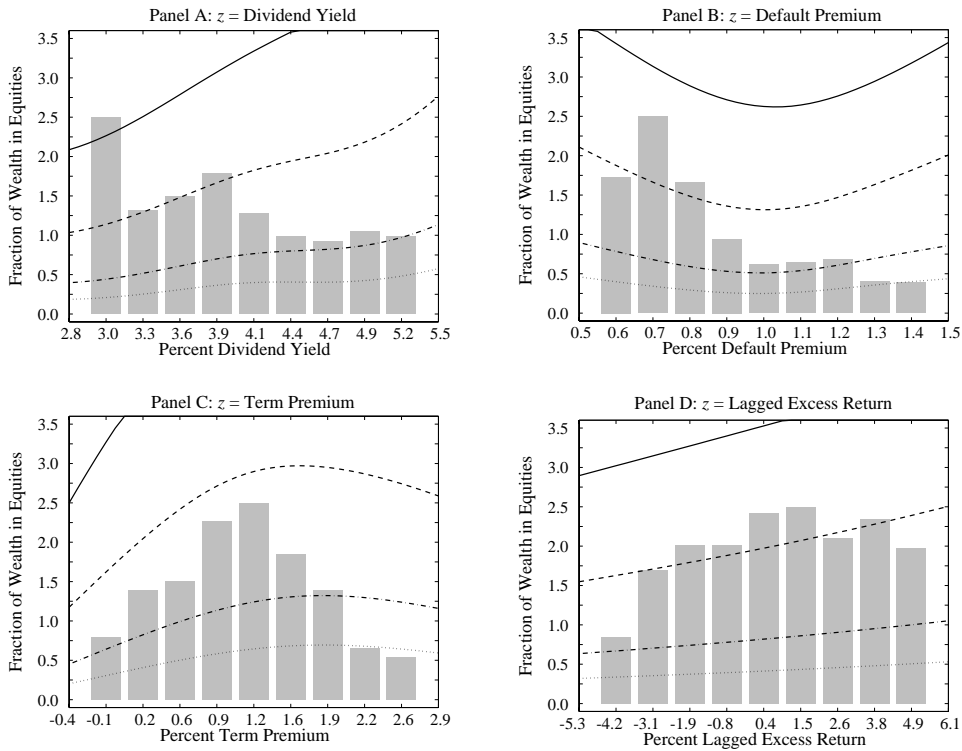 Panel A: z = Dividend Yield
Fraction of Wealth in Equities
3.5
3.0
2.5
2.0
1.5
1.0
0.5
0.0
2.8 3.0 3.3 3.6 3.9 4.1 4.4 4.7 4.9 5.2 5.5
Percent Dividend Yield
Panel B: z = Default Premium
Fraction of Wealth in Equities
3.5
3.0
2.5
2.0
1.5
1.0
0.5
0.0
0.5 0.6 0.7 0.8 0.9 1.0 1.1 1.2 1.3 1.4 1.5
Percent Default Premium
Panel C: z = Term Premium
Fraction of Wealth in Equities
3.5
3.0
2.5
2.0
1.5
1.0
0.5
0.0
-0.4 -0.1 0.2 0.6 0.9 1.2 1.6 1.9 2.2 2.6 2.9
Percent Term Premium
Panel D: z = Lagged Excess Return
Fraction of Wealth in Equities
3.5
3.0
2.5
2.0
1.5
1.0
0.5
0.0
-5.3 -4.2 -3.1 -1.9 -0.8 0.4 1.5 2.6 3.8 4.9 6.1
Percent Lagged Excess Return